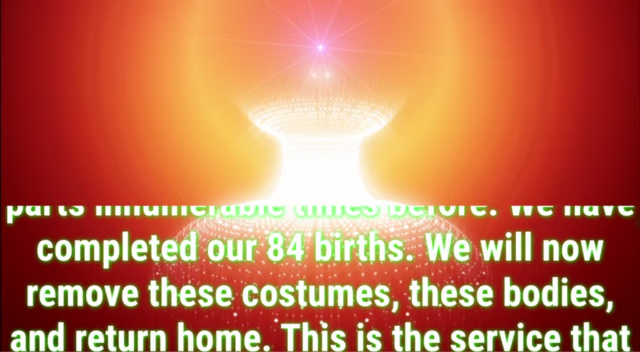 parts innumerable times before. We have
completed our 84 births. We will now
remove these costumes, these bodies,
and return home. This is the service that